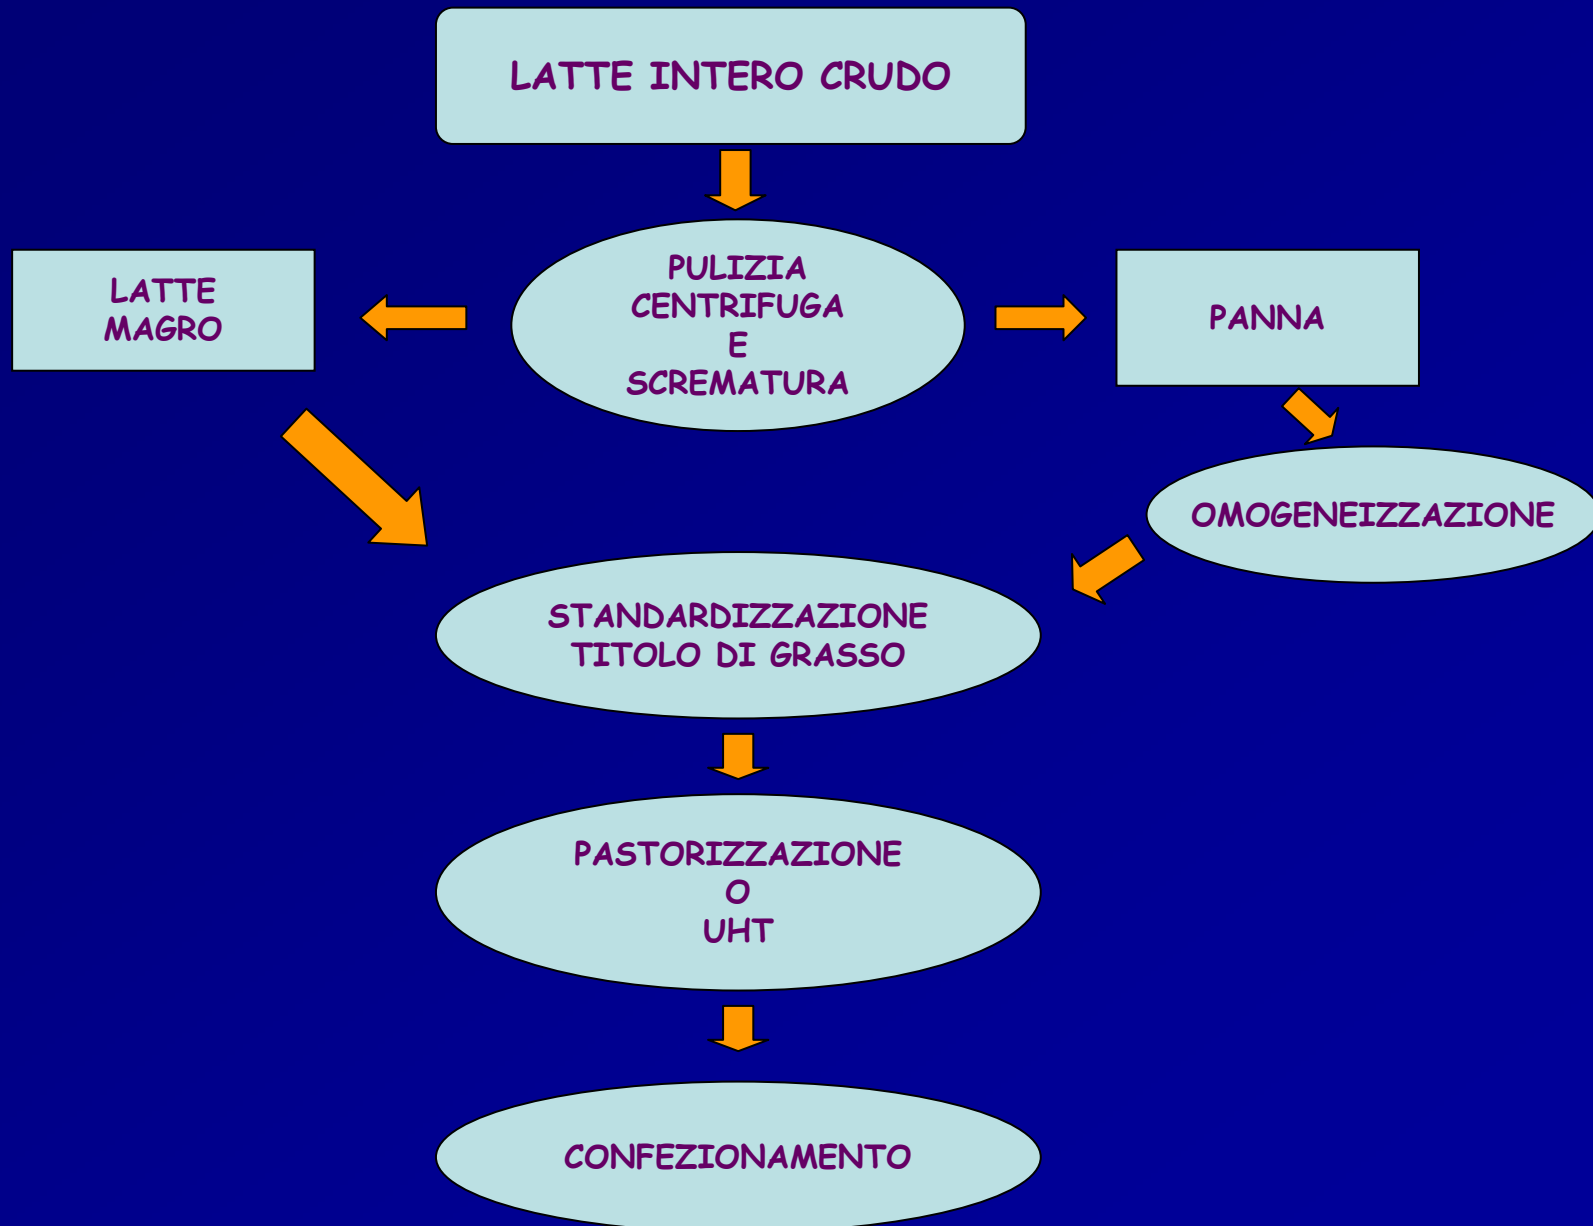 LATTE INTERO CRUDO
PULIZIA
CENTRIFUGA
E
SCREMATURA
LATTE
MAGRO
PANNA
OMOGENEIZZAZIONE
STANDARDIZZAZIONE
TITOLO DI GRASSO
PASTORIZZAZIONE
O
UHT
CONFEZIONAMENTO